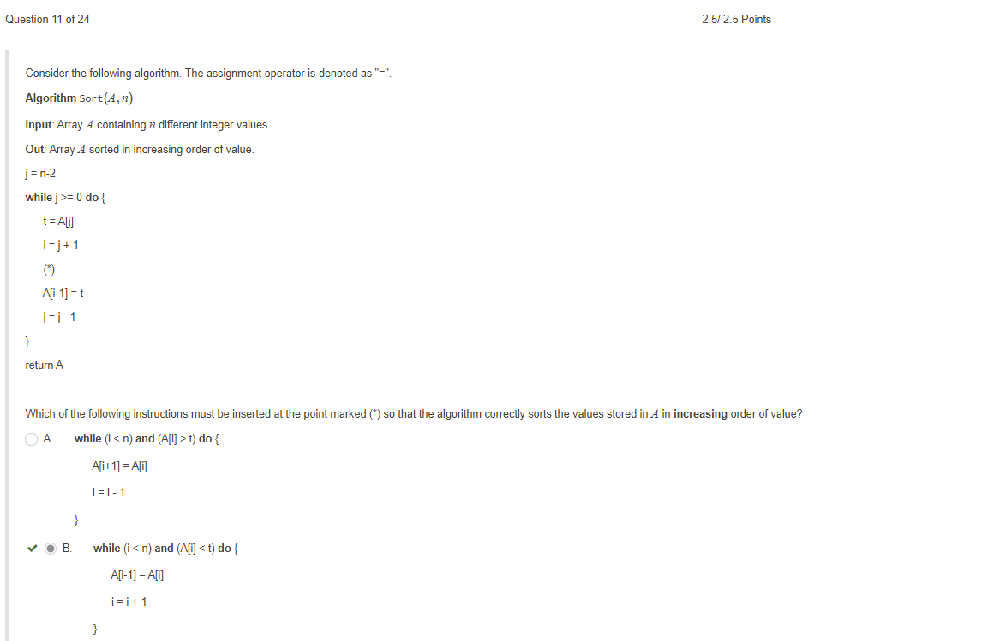 Question 11 of 24
2.5/ 2.5 Points
Consider the following algorithm. The assignment operator is denoted as "=".
Algorithm Sort(A, n)
Input: Array A containing n different integer values.
Out: Array A sorted in increasing order of value.
j = n-2
while j >= 0 do {
t = A[j]
i = j + 1
(*)
A[i-1] = t
j = j - 1
}
return A
Which of the following instructions must be inserted at the point marked (*) so that the algorithm correctly sorts the values stored in A in increasing order of value?
A. while (i < n) and (A[i] > t) do {
A[i+1] = A[i]
i = i - 1
}
B. while (i < n) and (A[i] < t) do {
A[i-1] = A[i]
i = i + 1
}